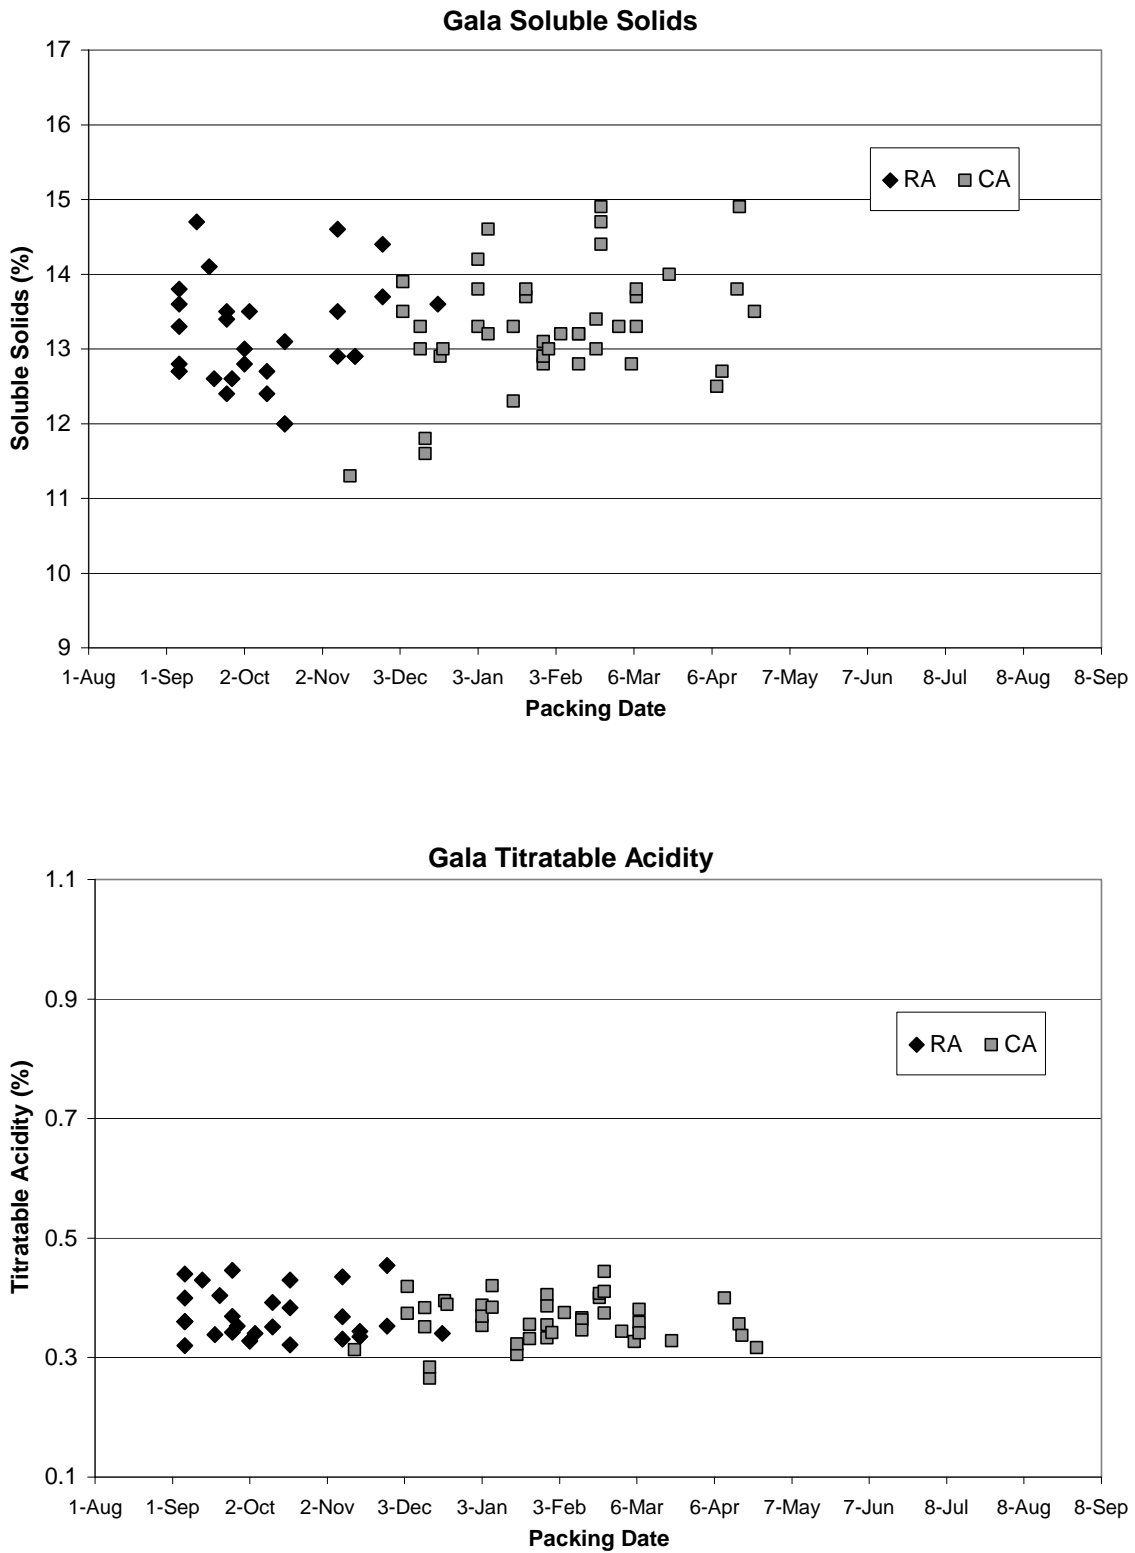 Gala Soluble Solids
17
16
15
14
13
12
11
10
9
Soluble Solids (%)
RA CA
1-Aug 1-Sep 2-Oct 2-Nov 3-Dec 3-Jan 3-Feb 6-Mar 6-Apr 7-May 7-Jun 8-Jul 8-Aug 8-Sep
Packing Date
Gala Titratable Acidity
1.1
0.9
0.7
0.5
0.3
0.1
Titratable Acidity (%)
RA CA
1-Aug 1-Sep 2-Oct 2-Nov 3-Dec 3-Jan 3-Feb 6-Mar 6-Apr 7-May 7-Jun 8-Jul 8-Aug 8-Sep
Packing Date